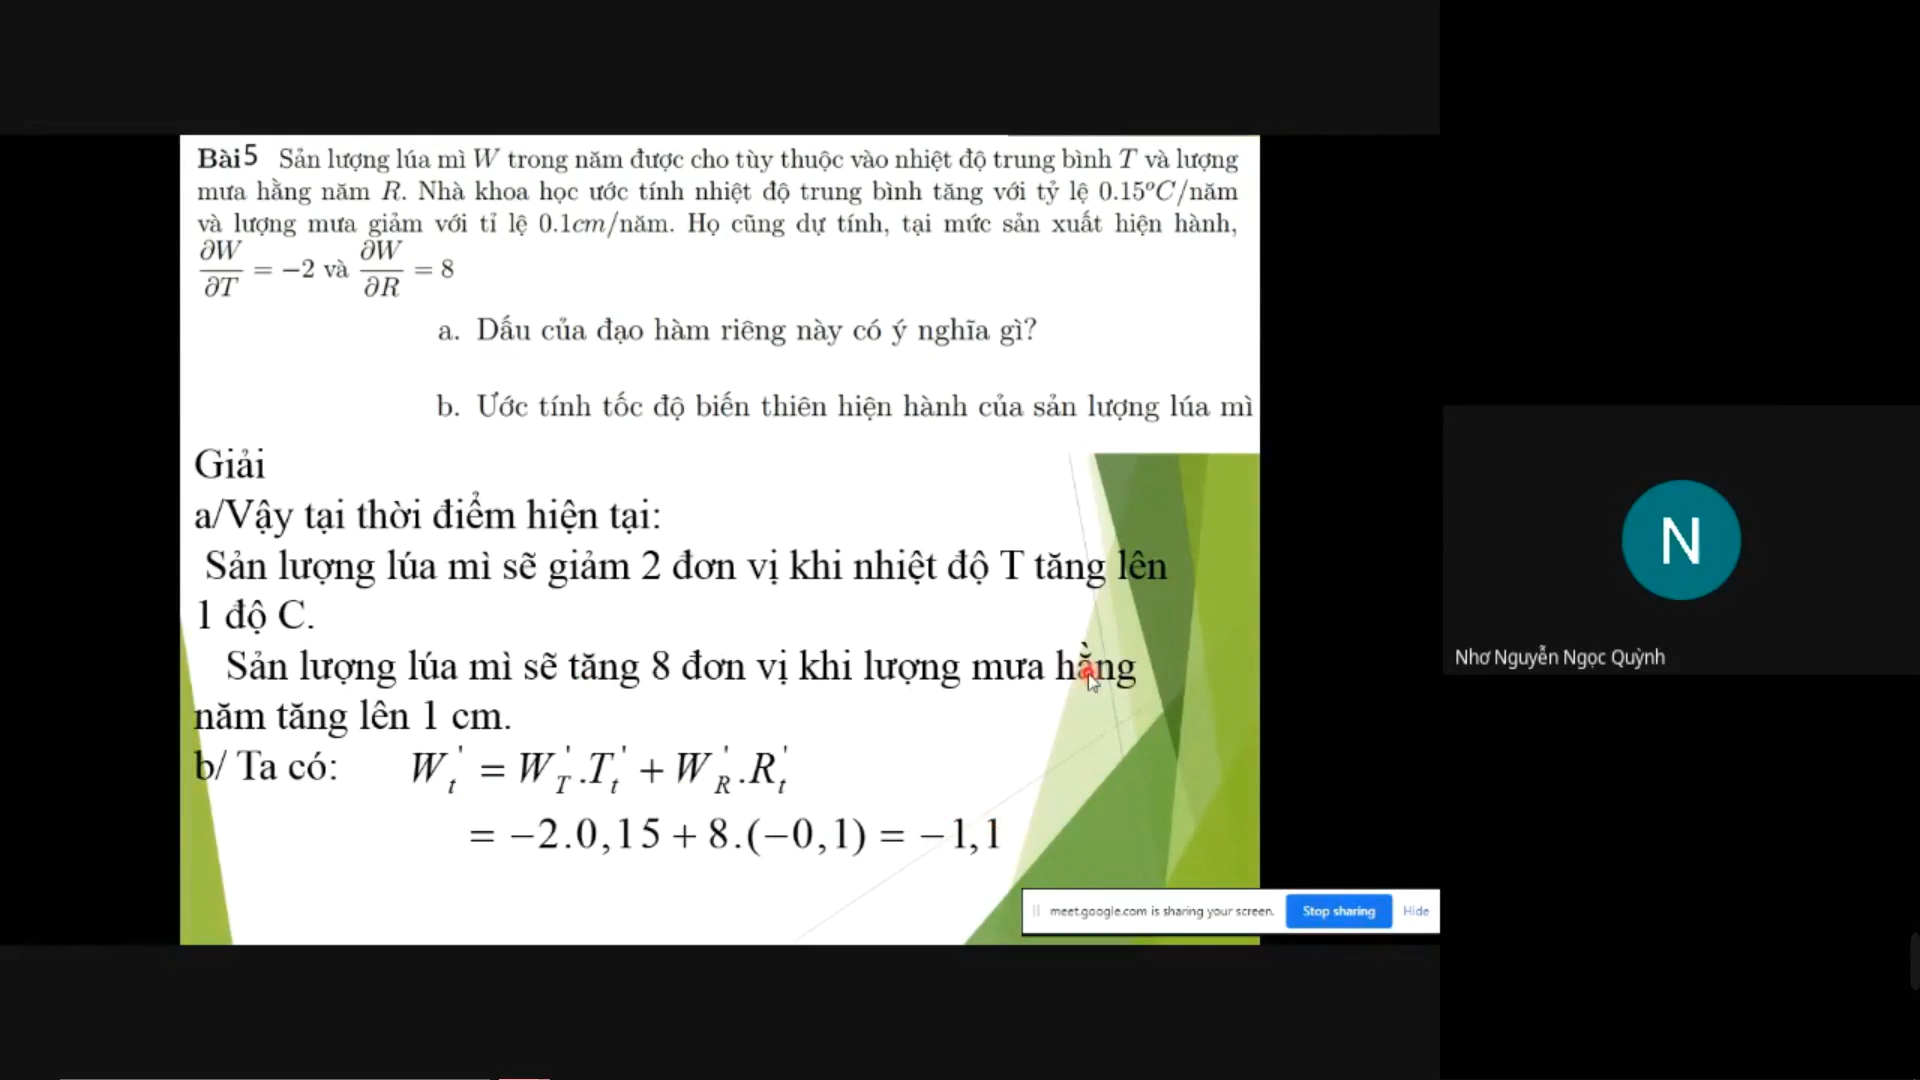 Bài5 Sản lượng lúa mì W trong năm được cho tùy thuộc vào nhiệt độ trung bình T và lượng
mưa hằng năm R. Nhà khoa học ước tính nhiệt độ trung bình tăng với tỷ lệ 0.15°C/năm
và lượng mưa giảm với tỉ lệ 0.1cm/năm. Họ cũng dự tính, tại mức sản xuất hiện hành,
∂W/∂T = −2 và ∂W/∂R = 8
a. Dấu của đạo hàm riêng này có ý nghĩa gì?
b. Ước tính tốc độ biến thiên hiện hành của sản lượng lúa mì
Giải
a/Vậy tại thời điểm hiện tại:
Sản lượng lúa mì sẽ giảm 2 đơn vị khi nhiệt độ T tăng lên
1 độ C.
Sản lượng lúa mì sẽ tăng 8 đơn vị khi lượng mưa hằng
năm tăng lên 1 cm.
b/ Ta có: W'_t = W'_T.T'_t + W'_R.R'_t
= −2.0,15 + 8.(−0,1) = −1,1
meet.google.com is sharing your screen. Stop sharing Hide
N
Nhơ Nguyễn Ngọc Quỳnh